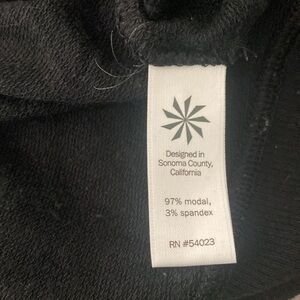 Designed in
Sonoma County,
California
97% modal,
3% spandex
RN #54023